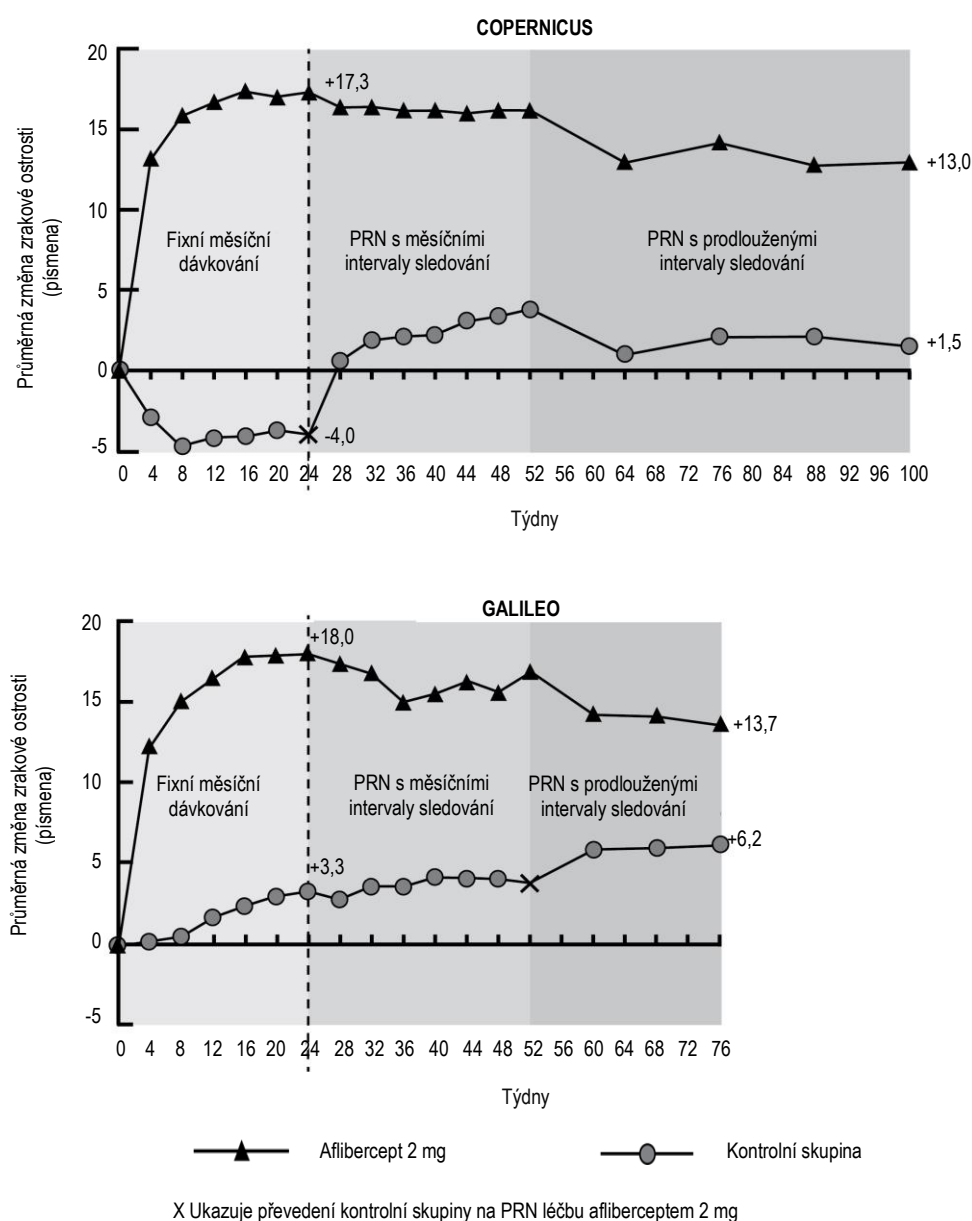 COPERNICUS
Průměrná změna zrakové ostrosti
(písmena)
20
15
10
5
0
-5
+17,3
+13,0
Fixní měsíční
dávkování
PRN s měsíčními
intervaly sledování
PRN s prodlouženými
intervaly sledování
+1,5
-4,0
0 4 8 12 16 20 24 28 32 36 40 44 48 52 56 60 64 68 72 76 80 84 88 92 96 100
Týdny
GALILEO
Průměrná změna zrakové ostrosti
(písmena)
20
15
10
5
0
-5
+18,0
+13,7
Fixní měsíční
dávkování
PRN s měsíčními
intervaly sledování
PRN s prodlouženými
intervaly sledování
+3,3
+6,2
0 4 8 12 16 20 24 28 32 36 40 44 48 52 56 60 64 68 72 76
Týdny
Aflibercept 2 mg
Kontrolní skupina
X Ukazuje převedení kontrolní skupiny na PRN léčbu afliberceptem 2 mg